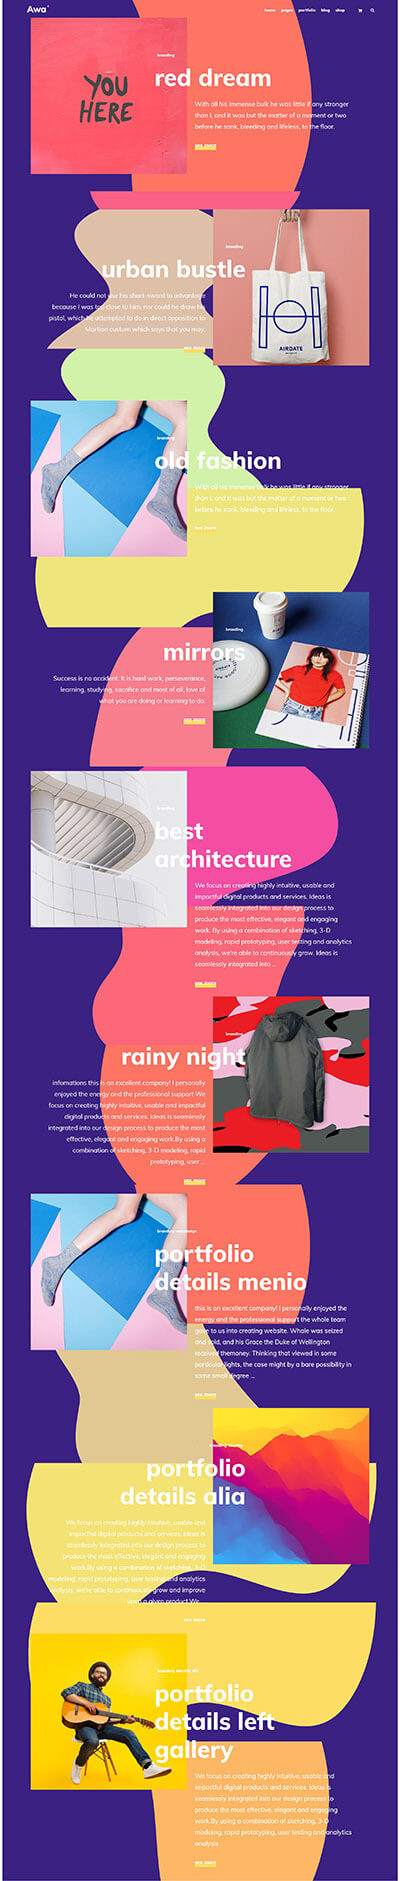 Awa
home pages portfolio blog shop
YOU
HERE
branding
red dream
With all his immense bulk he was little if any stronger
than I, and it was but the matter of a moment or two
before he sank, bleeding and lifeless, to the floor.
see more
branding
urban bustle
He could not use his short-sword to advantage
because I was too close to him, nor could he draw his
pistol, which he attempted to do in direct opposition to
Martian custom which says that you may.
see more
AIRDATE
branding
old fashion
With all his immense bulk he was little if any stronger
than I, and it was but the matter of a moment or two
before he sank, bleeding and lifeless, to the floor.
see more
branding
mirrors
Success is no accident. It is hard work, perseverance,
learning, studying, sacrifice and most of all, love of
what you are doing or learning to do.
see more
branding
best
architecture
We focus on creating highly intuitive, usable and
impactful digital products and services. Ideas is
seamlessly integrated into our design process to
produce the most effective, elegant and engaging
work. By using a combination of sketching, 3-D
modeling, rapid prototyping, user testing and analytics
analysis, we're able to continuously grow. Ideas is
seamlessly integrated into ...
see more
branding
rainy night
infomations this is an excellent company! I personally
enjoyed the energy and the professional support We
focus on creating highly intuitive, usable and impactful
digital products and services. Ideas is seamlessly
integrated into our design process to produce the most
effective, elegant and engaging work.By using a
combination of sketching, 3-D modeling, rapid
prototyping, user ...
see more
branding webdesign
portfolio
details menio
this is an excellent company! I personally enjoyed the
energy and the professional support the whole team
gave to us into creating website. Whole was seized
and sold, and his Grace the Duke of Wellington
received themoney. Thinking that viewed in some
particular lights, the case might by a bare possibility in
some small degree ...
see more
branding identity
portfolio
details alia
We focus on creating highly intuitive, usable and
impactful digital products and services. Ideas is
seamlessly integrated into our design process to
produce the most effective, elegant and engaging
work.By using a combination of sketching, 3-D
modeling, rapid prototyping, user testing and analytics
analysis, we're able to continuously grow and improve
upon a given product.We ...
see more
branding identity
portfolio
details left
gallery
We focus on creating highly intuitive, usable and
impactful digital products and services. Ideas is
seamlessly integrated into our design process to
produce the most effective, elegant and engaging
work.By using a combination of sketching, 3-D
modeling, rapid prototyping, user testing and analytics
analysis
see more